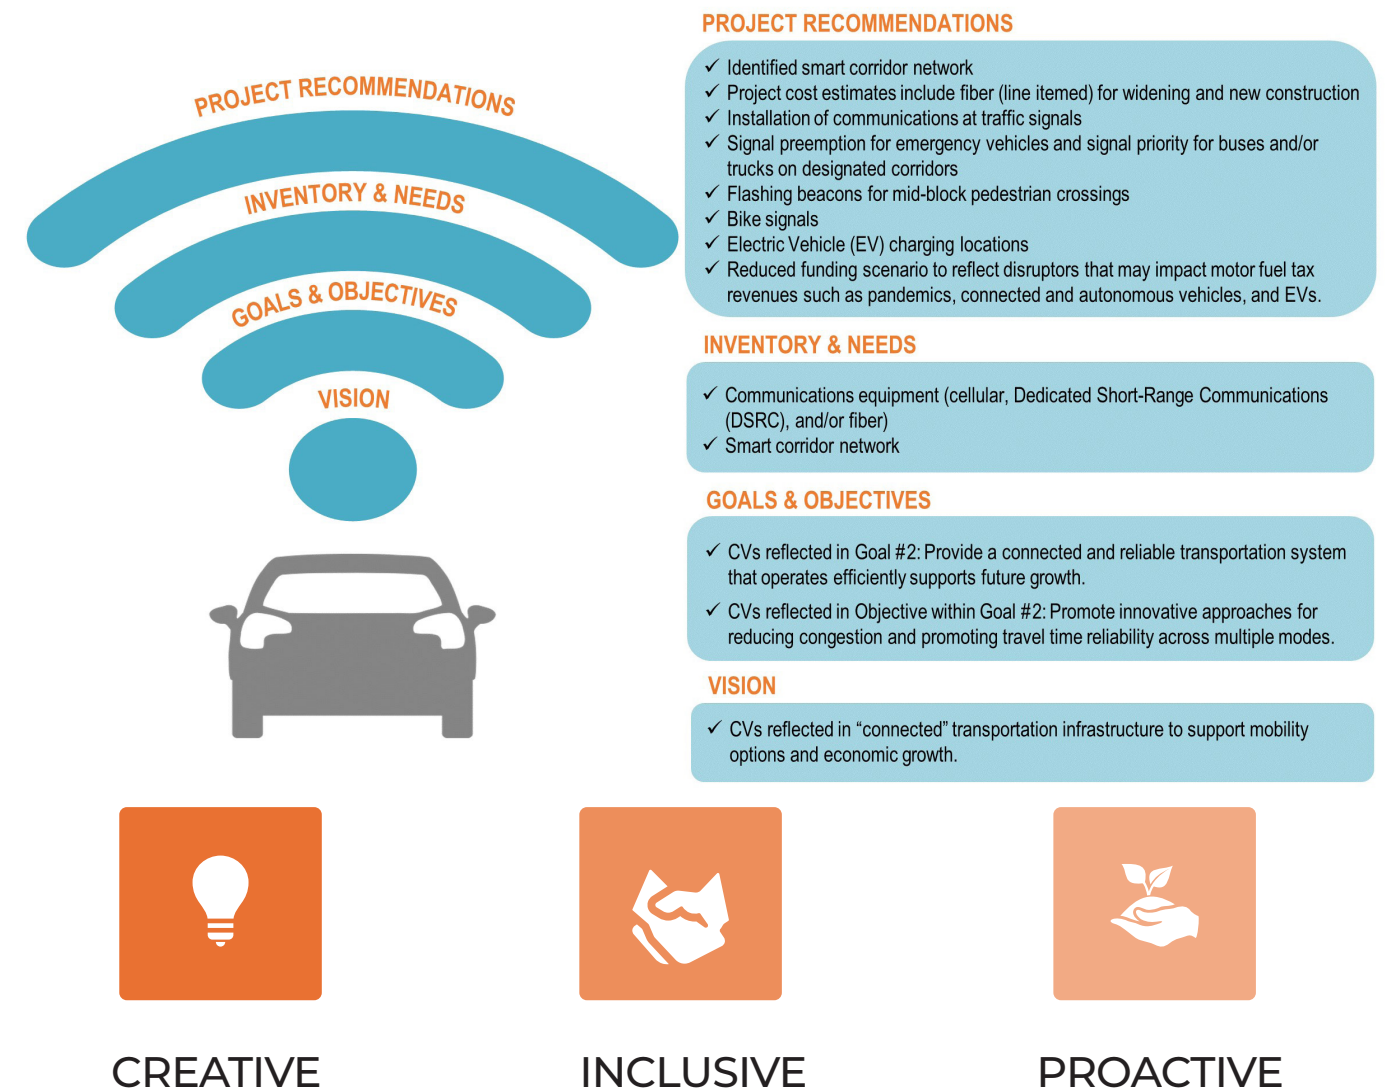 PROJECT RECOMMENDATIONS
INVENTORY & NEEDS
GOALS & OBJECTIVES
VISION
PROJECT RECOMMENDATIONS
✓ Identified smart corridor network
✓ Project cost estimates include fiber (line itemed) for widening and new construction
✓ Installation of communications at traffic signals
✓ Signal preemption for emergency vehicles and signal priority for buses and/or
trucks on designated corridors
✓ Flashing beacons for mid-block pedestrian crossings
✓ Bike signals
✓ Electric Vehicle (EV) charging locations
✓ Reduced funding scenario to reflect disruptors that may impact motor fuel tax
revenues such as pandemics, connected and autonomous vehicles, and EVs.
INVENTORY & NEEDS
✓ Communications equipment (cellular, Dedicated Short-Range Communications
(DSRC), and/or fiber)
✓ Smart corridor network
GOALS & OBJECTIVES
✓ CVs reflected in Goal #2: Provide a connected and reliable transportation system
that operates efficiently supports future growth.
✓ CVs reflected in Objective within Goal #2: Promote innovative approaches for
reducing congestion and promoting travel time reliability across multiple modes.
VISION
✓ CVs reflected in “connected” transportation infrastructure to support mobility
options and economic growth.
CREATIVE
INCLUSIVE
PROACTIVE